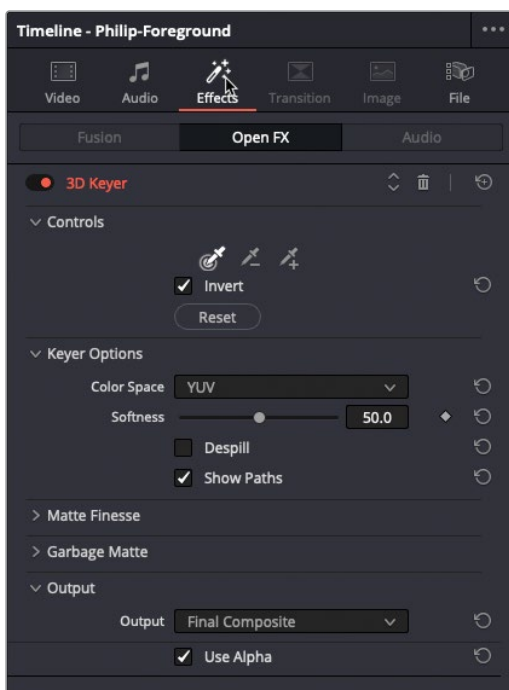 Timeline - Philip-Foreground
Video Audio Effects Transition Image File
Fusion Open FX Audio
3D Keyer
Controls
Invert
Reset
Keyer Options
Color Space YUV
Softness 50.0
Despill
Show Paths
Matte Finesse
Garbage Matte
Output
Output Final Composite
Use Alpha